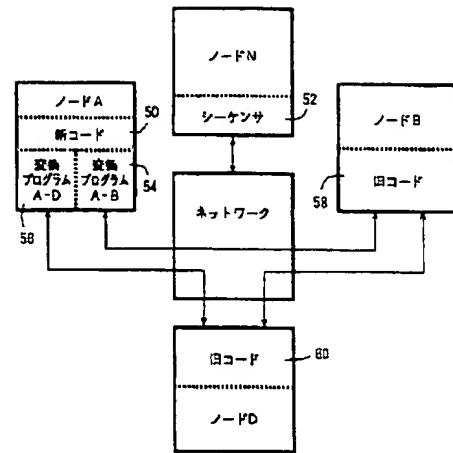 ノードN
シーケンサ
52
ノードA
新コード
50
変換
プログラム
A-D
変換
プログラム
A-B
54
58
ノードB
旧コード
58
ネットワーク
旧コード
60
ノードD